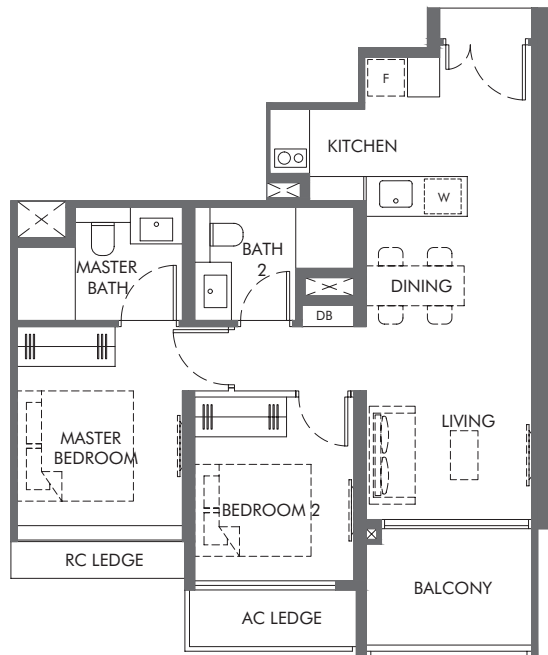 F
KITCHEN
W
BATH
2
MASTER
BATH
DINING
DB
LIVING
MASTER
BEDROOM
BEDROOM 2
RC LEDGE
BALCONY
AC LEDGE